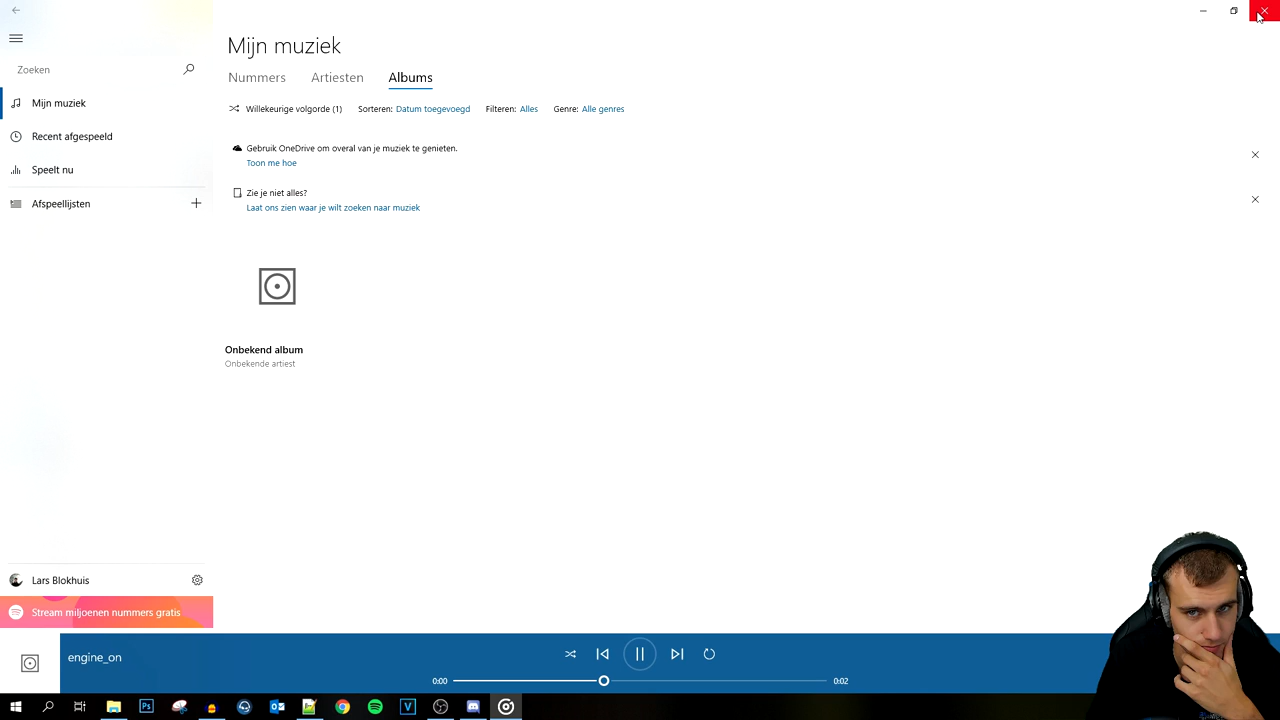 Mijn muziek
Zoeken
Nummers Artiesten Albums
Mijn muziek
Willekeurige volgorde (1) Sorteren: Datum toegevoegd Filteren: Alles Genre: Alle genres
Recent afgespeeld
Gebruik OneDrive om overal van je muziek te genieten.
Toon me hoe
Speelt nu
Zie je niet alles?
Laat ons zien waar je wilt zoeken naar muziek
Afspeellijsten
Onbekend album
Onbekende artiest
Lars Blokhuis
Stream miljoenen nummers gratis
engine_on
0:00 0:02